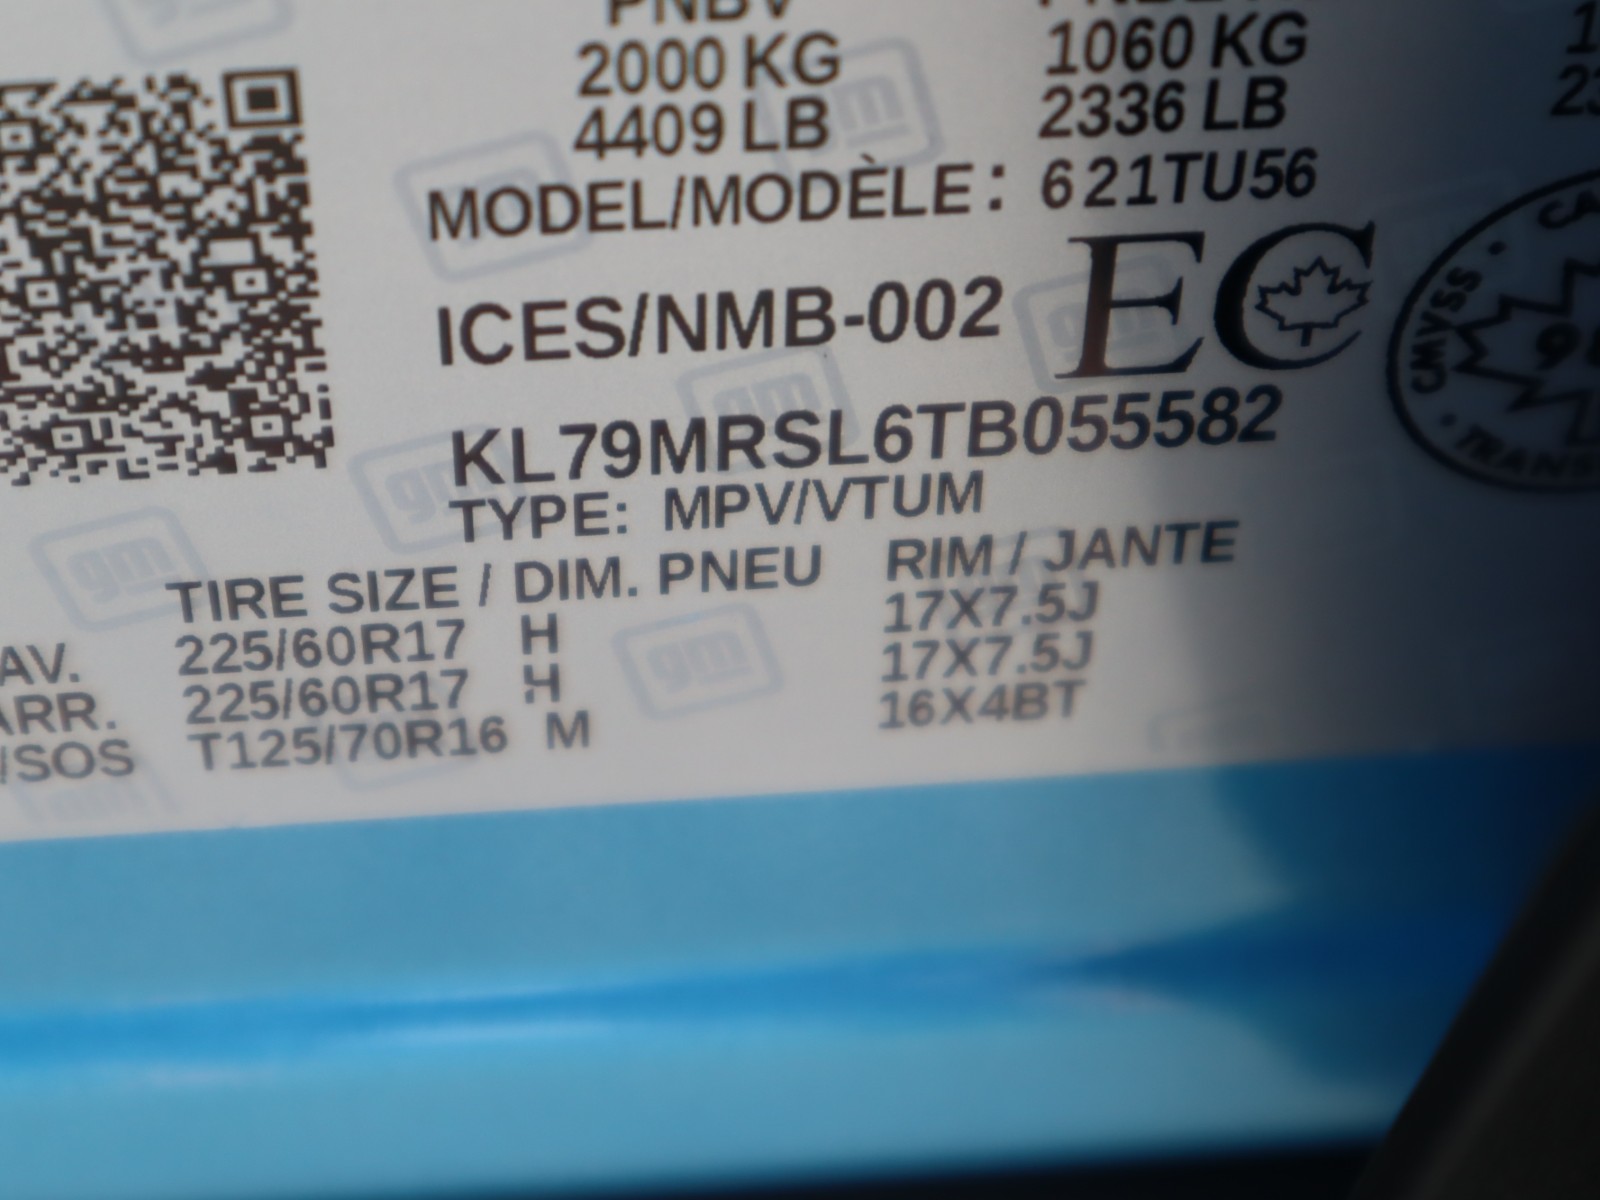 PNBV
2000 KG 1060 KG
4409 LB 2336 LB
MODEL/MODÈLE: 621TU56
ICES/NMB-002 EC
CMVSS
KL79MRSL6TB055582
TYPE: MPV/VTUM
TIRE SIZE / DIM. PNEU RIM / JANTE
AV. 225/60R17 H 17X7.5J
ARR. 225/60R17 H 17X7.5J
/SOS T125/70R16 M 16X4BT
gm